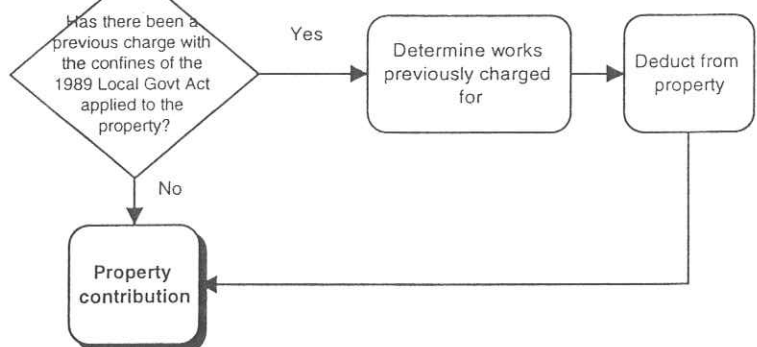 Has there been a
previous charge with
the confines of the
1989 Local Govt Act
applied to the
property?
Yes
Determine works
previously charged
for
Deduct from
property
No
Property
contribution